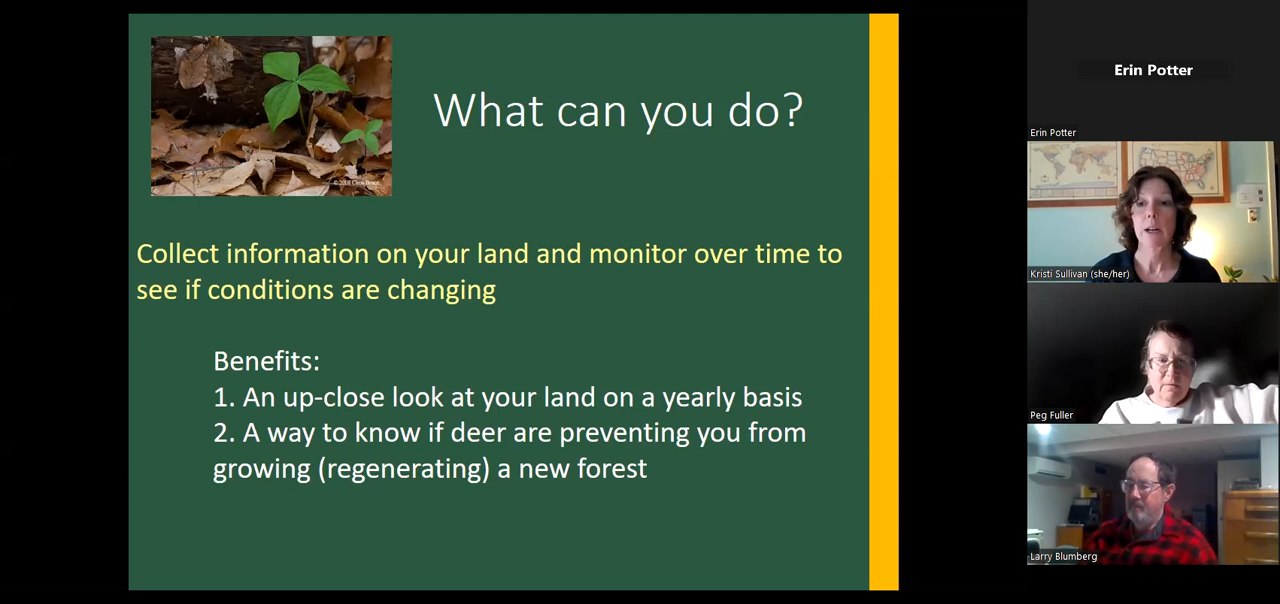 What can you do?
Collect information on your land and monitor over time to
see if conditions are changing
Benefits:
1. An up-close look at your land on a yearly basis
2. A way to know if deer are preventing you from
growing (regenerating) a new forest
Erin Potter
Erin Potter
Kristi Sullivan (she/her)
Peg Fuller
Larry Blumberg